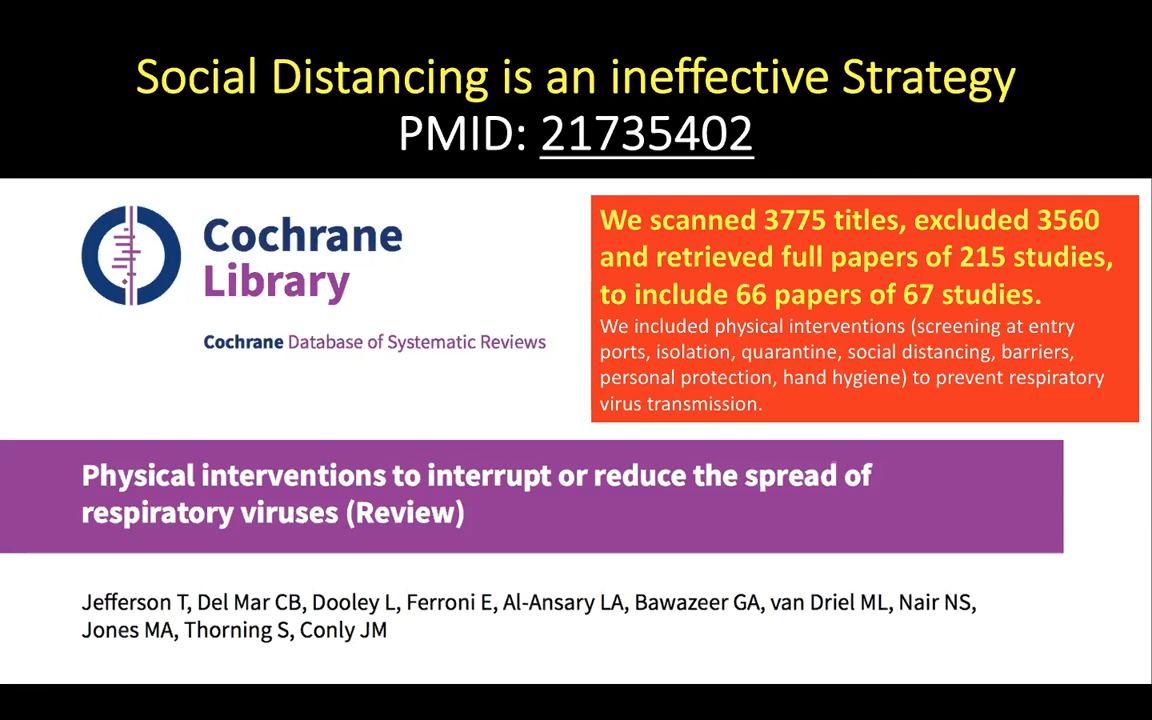 Social Distancing is an ineffective Strategy
PMID: 21735402
Cochrane
Library
Cochrane Database of Systematic Reviews
We scanned 3775 titles, excluded 3560
and retrieved full papers of 215 studies,
to include 66 papers of 67 studies.
We included physical interventions (screening at entry
ports, isolation, quarantine, social distancing, barriers,
personal protection, hand hygiene) to prevent respiratory
virus transmission.
Physical interventions to interrupt or reduce the spread of
respiratory viruses (Review)
Jefferson T, Del Mar CB, Dooley L, Ferroni E, Al-Ansary LA, Bawazeer GA, van Driel ML, Nair NS,
Jones MA, Thorning S, Conly JM